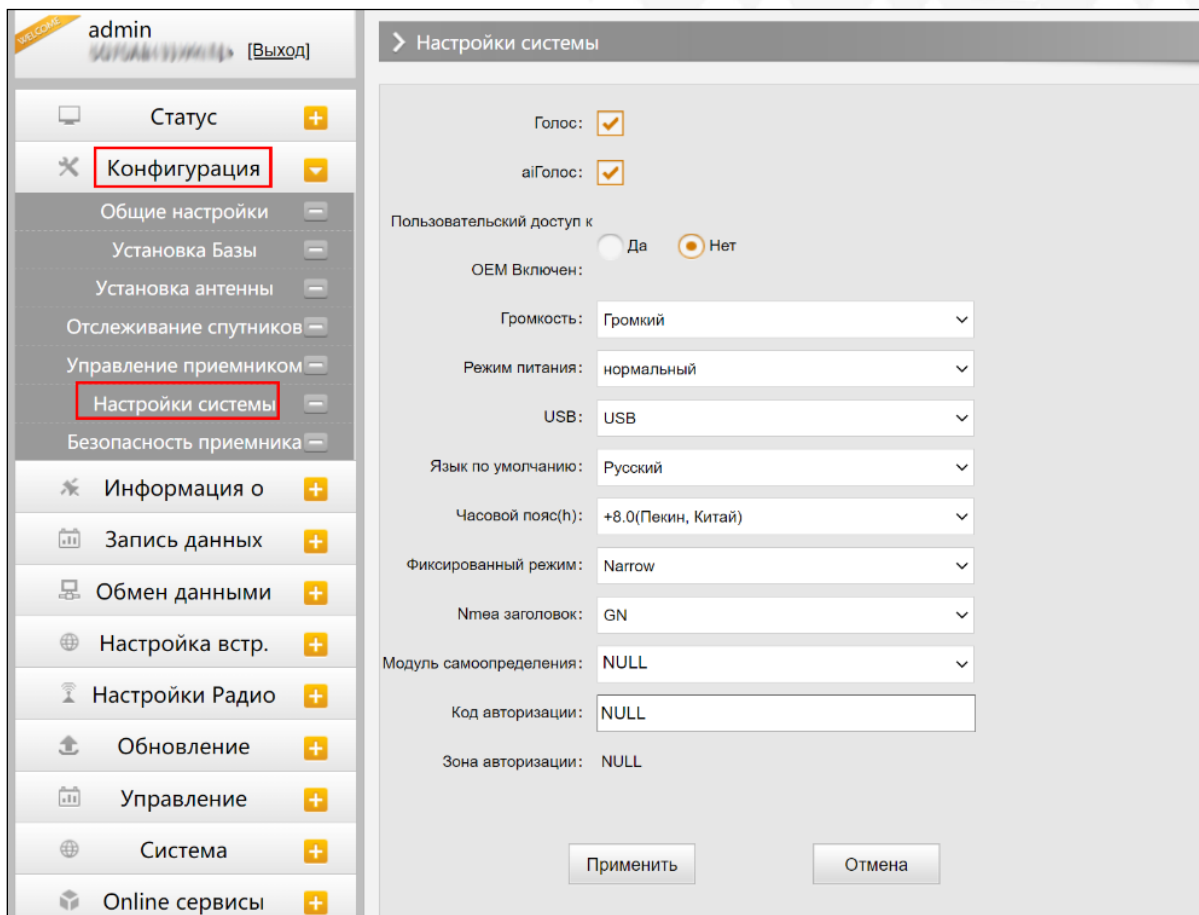 WELCOME
admin
[Выход]
Статус
Конфигурация
Общие настройки
Установка Базы
Установка антенны
Отслеживание спутников
Управление приемником
Настройки системы
Безопасность приемника
Информация о
Запись данных
Обмен данными
Настройка встр.
Настройки Радио
Обновление
Управление
Система
Online сервисы
Настройки системы
Голос:
aiГолос:
Пользовательский доступ к
Да Нет
OEM Включен:
Громкость: Громкий
Режим питания: нормальный
USB: USB
Язык по умолчанию: Русский
Часовой пояс(h): +8.0(Пекин, Китай)
Фиксированный режим: Narrow
Nmea заголовок: GN
Модуль самоопределения: NULL
Код авторизации: NULL
Зона авторизации: NULL
Применить Отмена